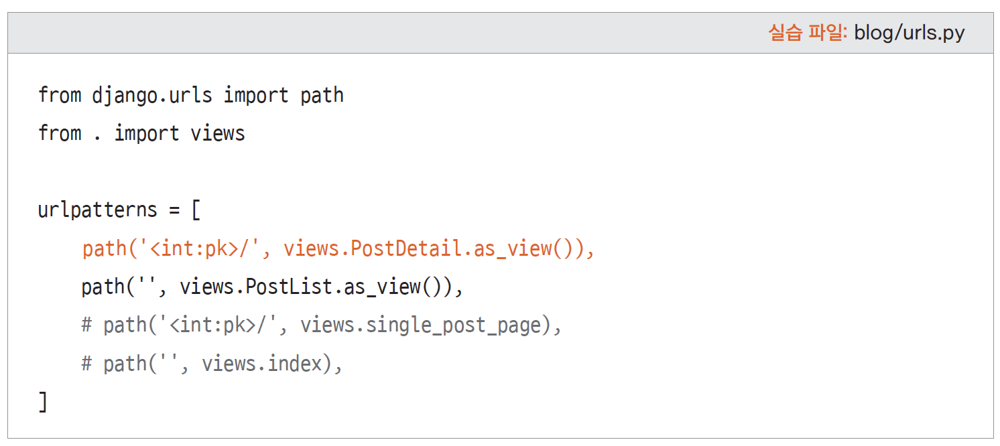 실습 파일: blog/urls.py
from django.urls import path
from . import views
urlpatterns = [
    path('<int:pk>/', views.PostDetail.as_view()),
    path('', views.PostList.as_view()),
    # path('<int:pk>/', views.single_post_page),
    # path('', views.index),
]